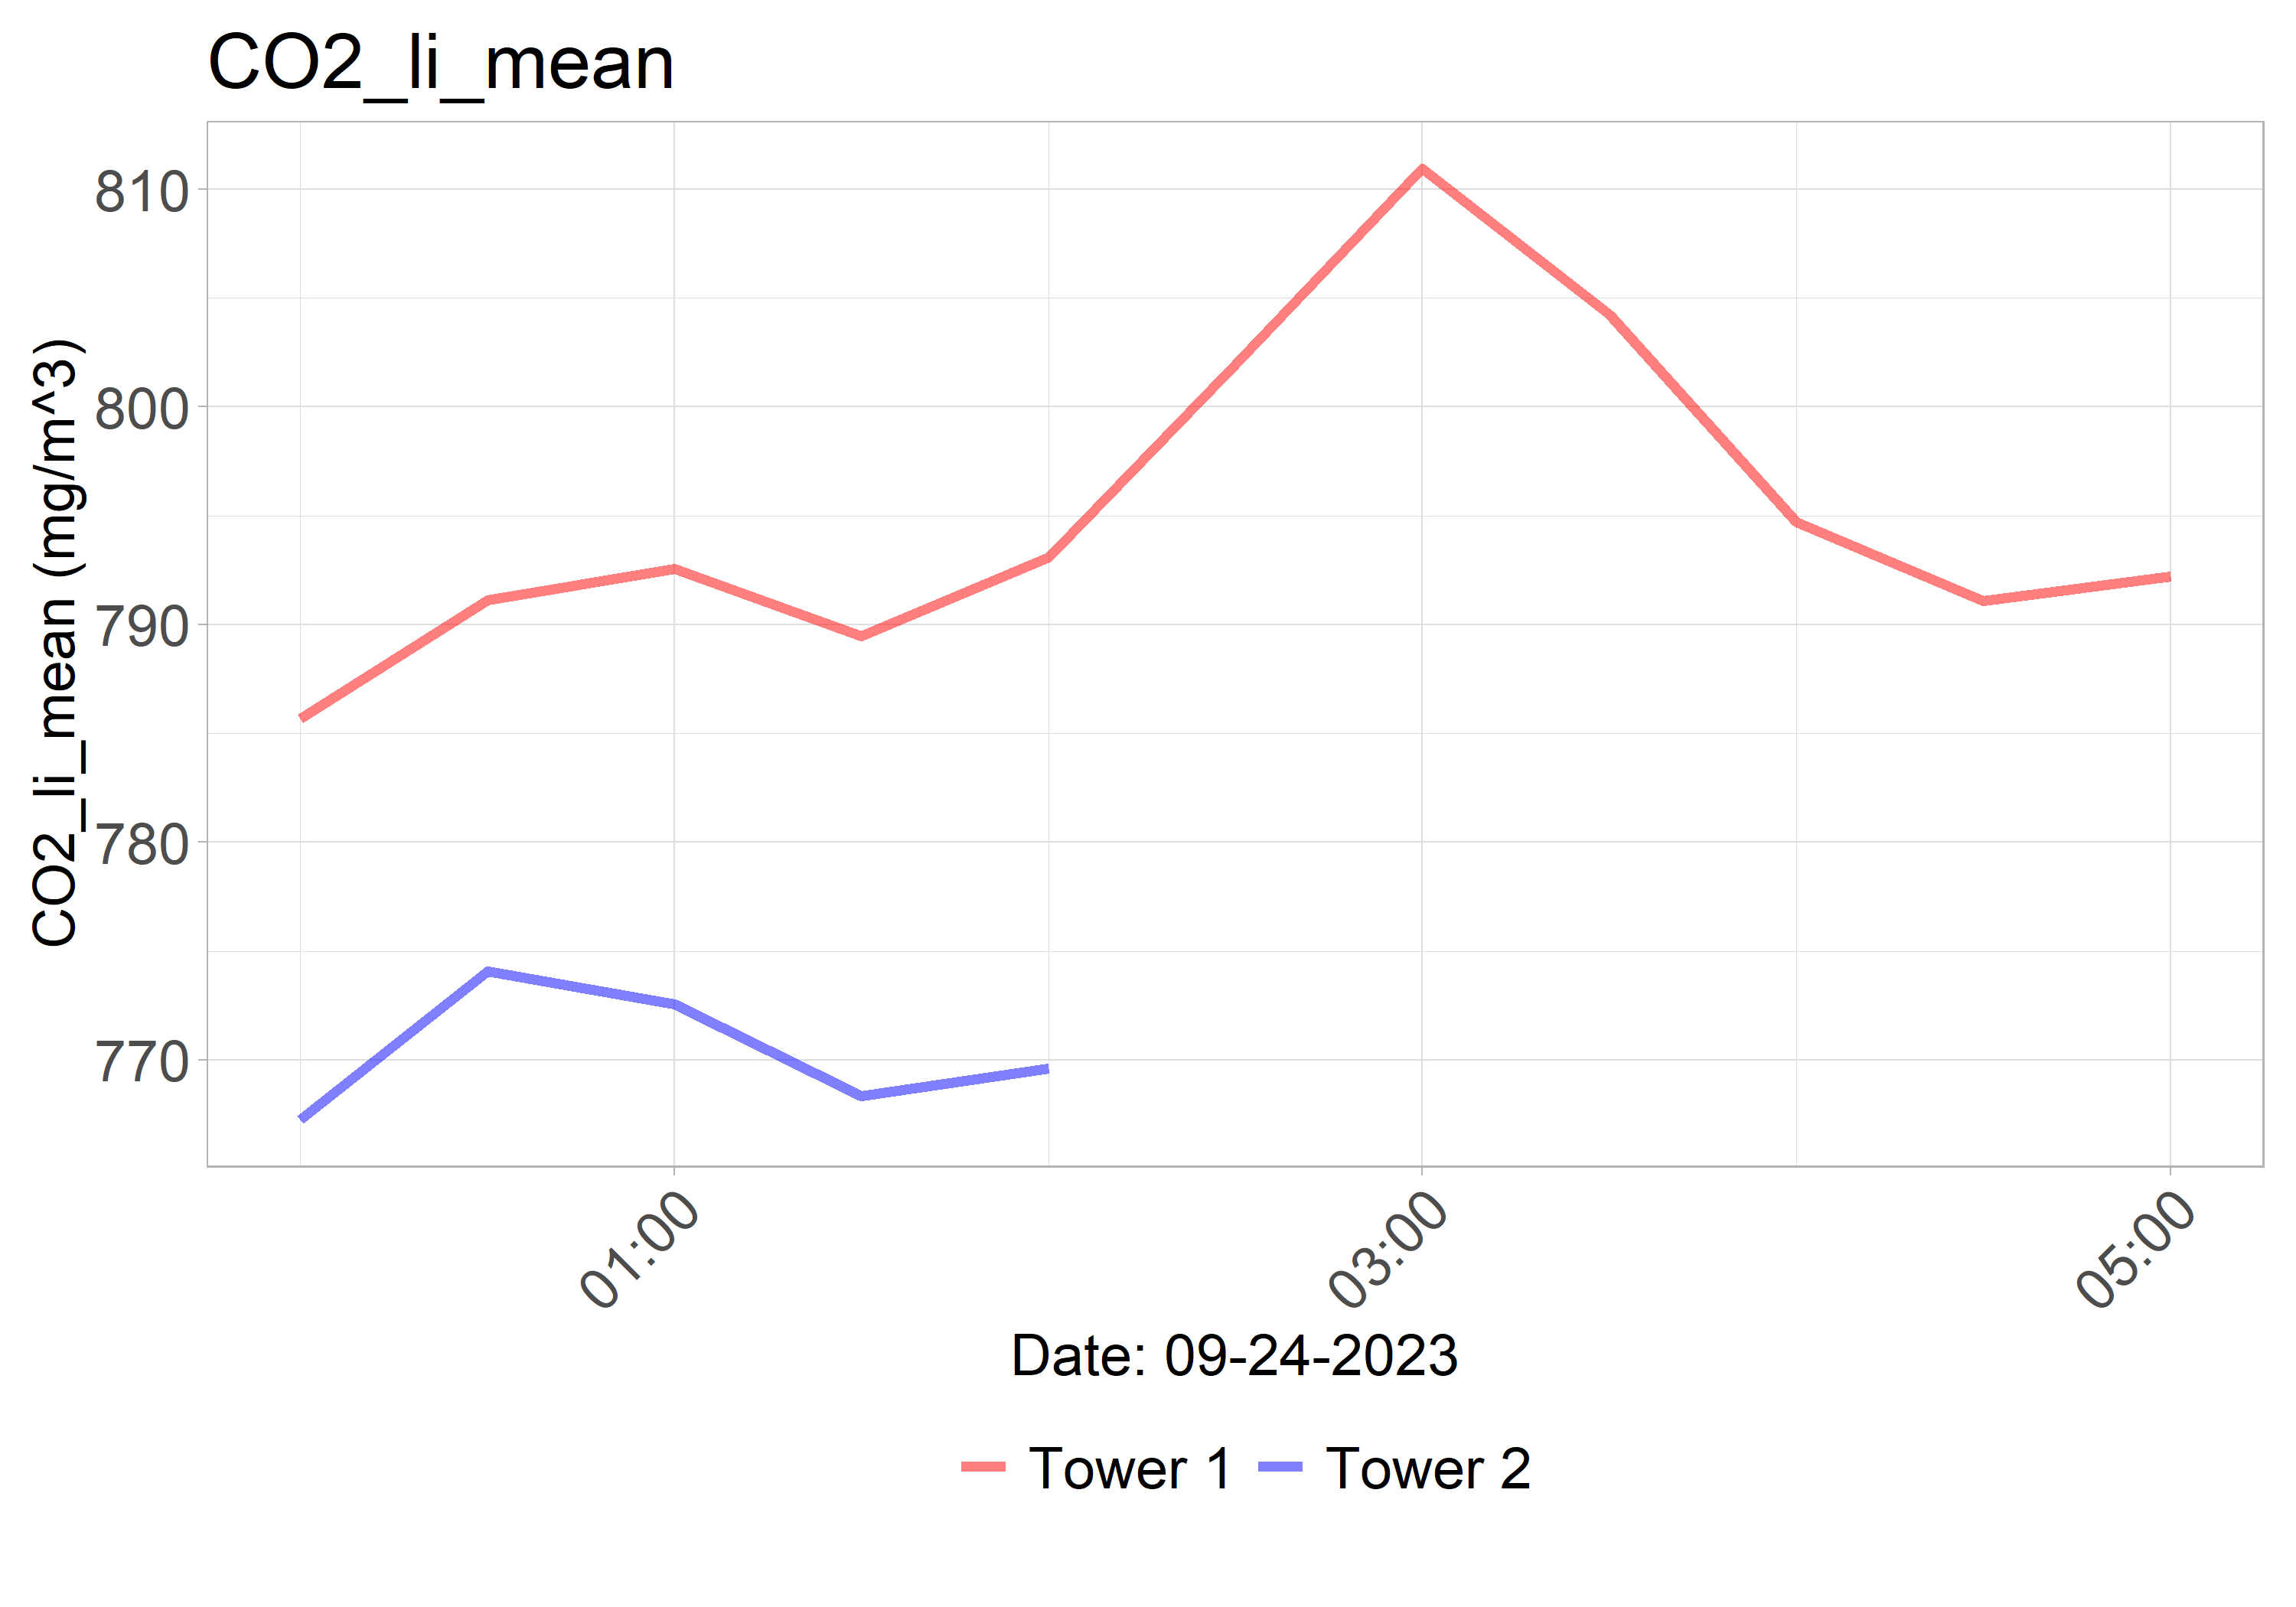 CO2_li_mean
CO2_li_mean (mg/m^3)
810
800
790
780
770
01:00
03:00
05:00
Date: 09-24-2023
Tower 1
Tower 2